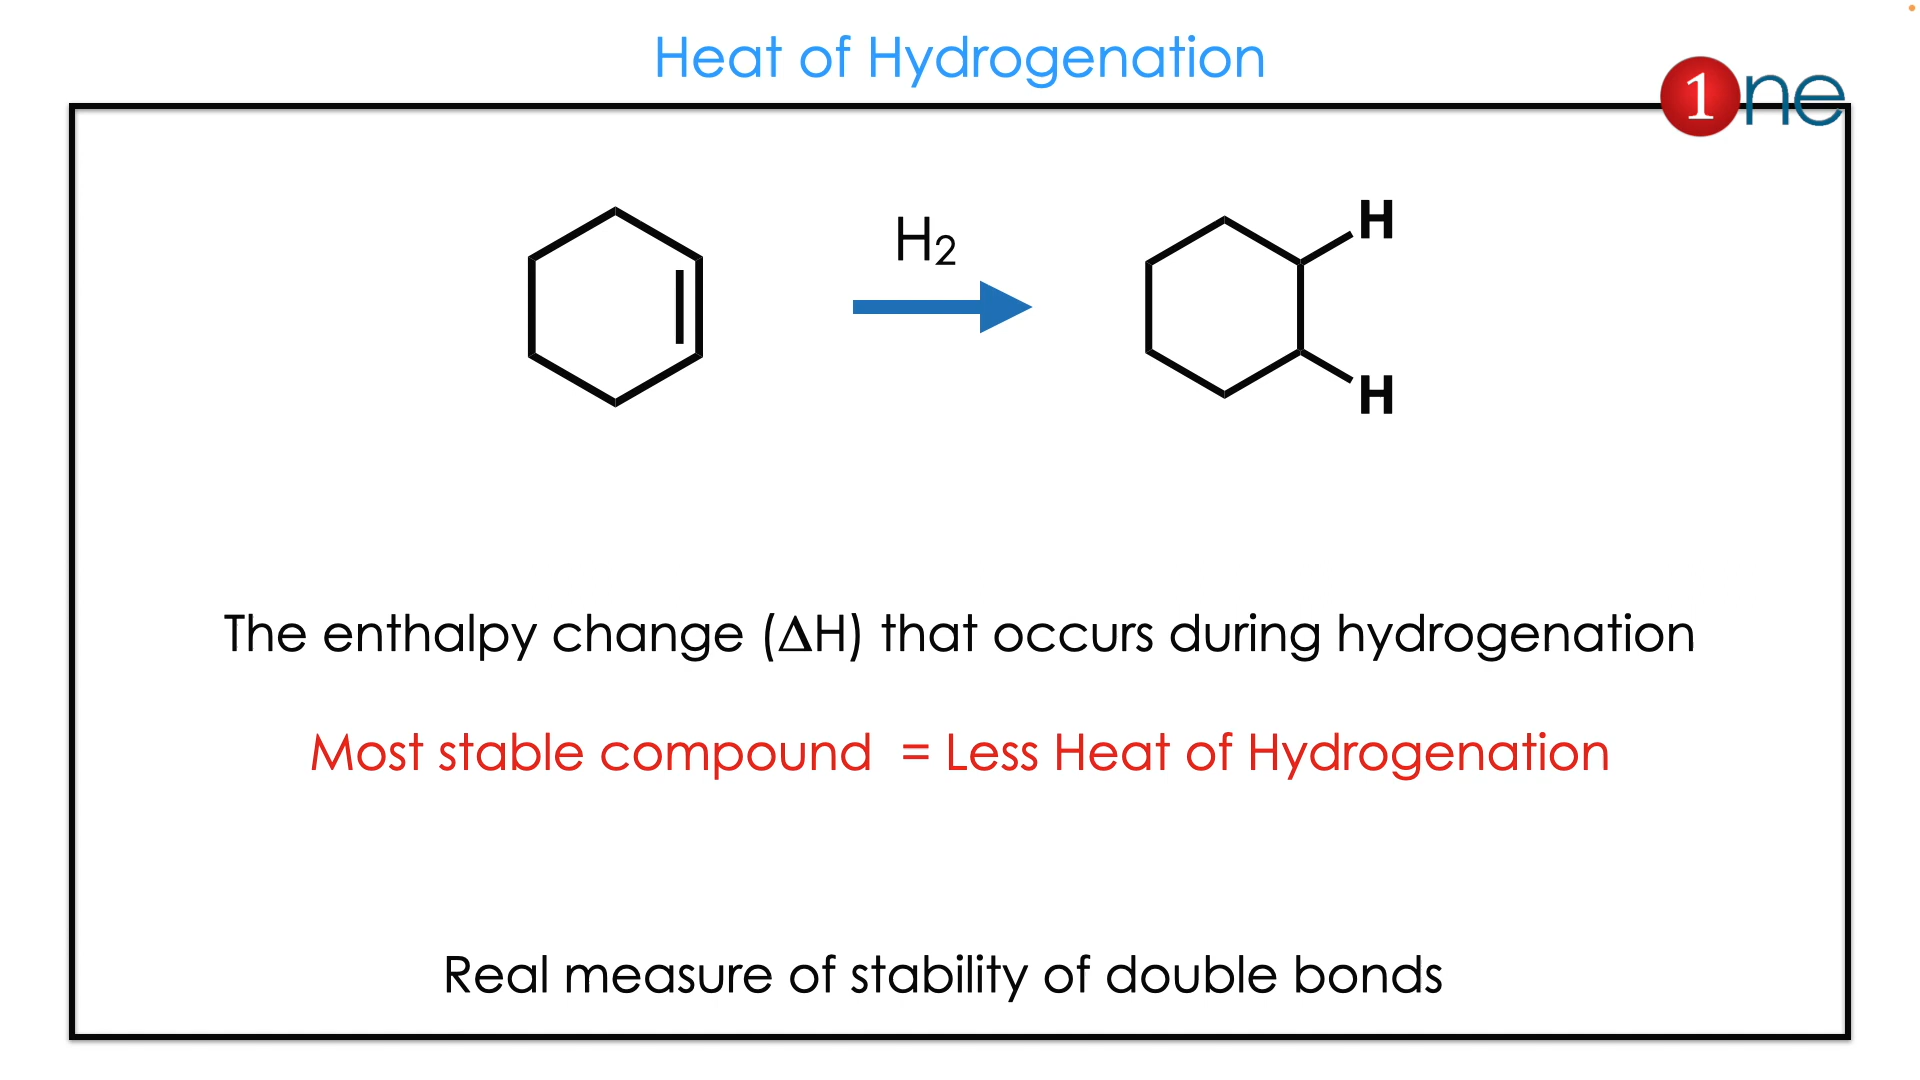 Heat of Hydrogenation
1ne
H₂
H
H
The enthalpy change (ΔH) that occurs during hydrogenation
Most stable compound = Less Heat of Hydrogenation
Real measure of stability of double bonds